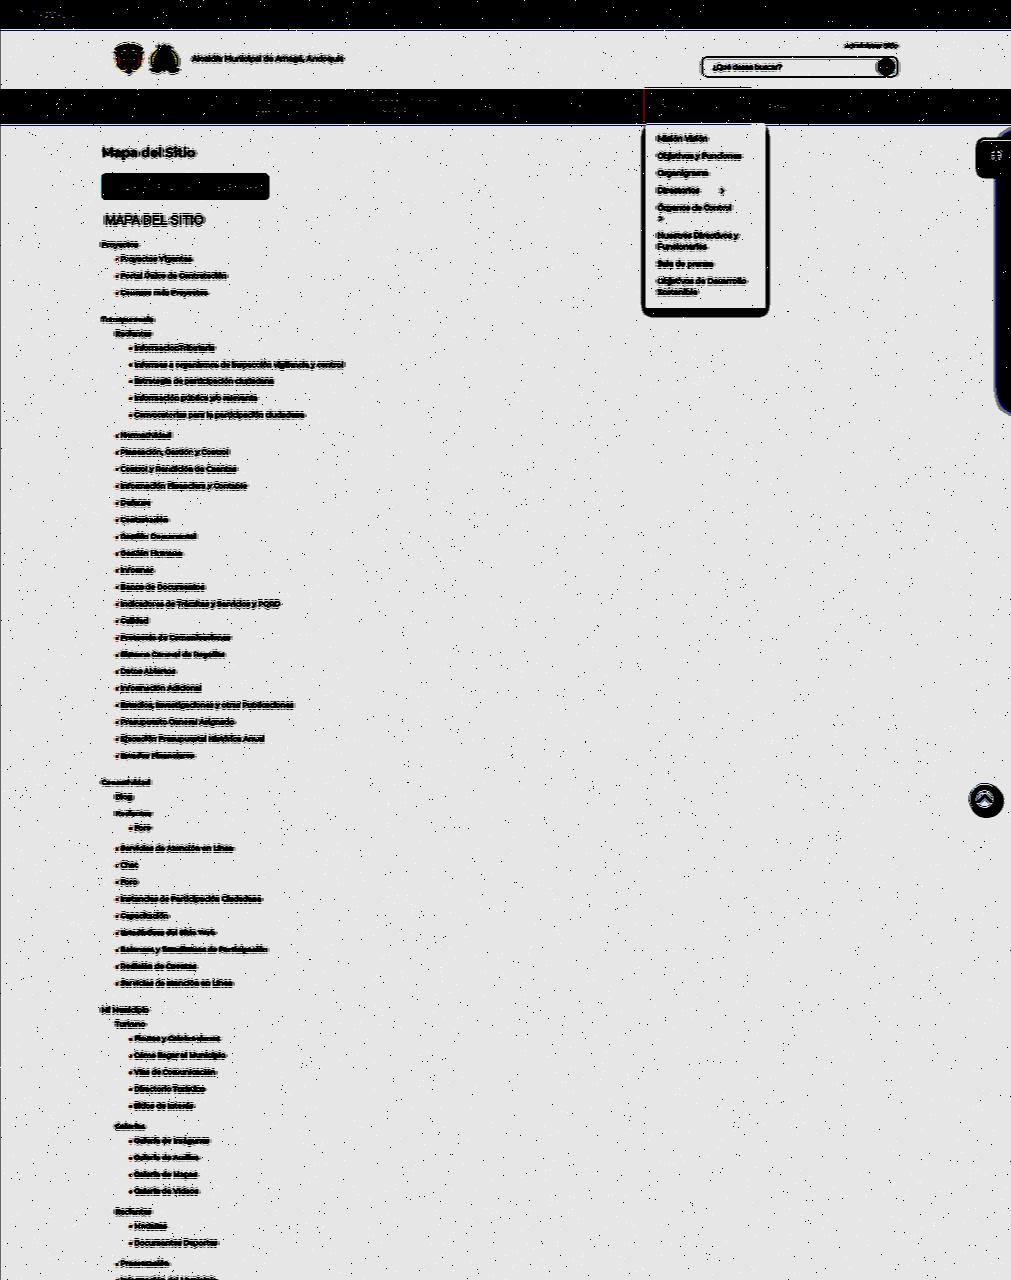 Alcaldía Municipal de Amagá, Antioquia
¿Qué desea buscar?
Misión Visión
Objetivos y Funciones
Organigrama
Directorios >
Órganos de Control
>
Nuestros Directivos y
Funcionarios
Sala de prensa
Objetivos de Desarrollo
Sostenible
Mapa del Sitio
MAPA DEL SITIO
Proyectos
Proyectos Vigentes
Portal Único de Contratación
Conozca más Proyectos
Transparencia
Recientes
Información Tributaria
Informes a organismos de inspección, vigilancia y control
Estrategia de participación ciudadana
Información pública y/o relevante
Convocatorias para la participación ciudadana
Normatividad
Planeación, Gestión y Control
Control y Rendición de Cuentas
Información Financiera y Contable
Defensa
Contratación
Gestión Documental
Gestión Humana
Informes
Banco de Documentos
Indicadores de Trámites y Servicios y PQRD
Calidad
Protocolo de Comunicaciones
Sistema General de Regalías
Datos Abiertos
Información Adicional
Estudios, Investigaciones y otras Publicaciones
Presupuesto General Asignado
Ejecución Presupuestal Histórica Anual
Estados Financieros
Comunidad
Blog
Recientes
Foro
Servicios de Atención en Línea
Chat
Foro
Instancias de Participación Ciudadana
Capacitación
Estadísticas del Sitio Web
Balances y Estadísticas de Participación
Rendición de Cuentas
Servicios de atención en Línea
Mi Municipio
Turismo
Fiestas y Celebraciones
Cómo llegar al Municipio
Vías de Comunicación
Directorio Turístico
Sitios de Interés
Galerías
Galería de Imágenes
Galería de Audios
Galería de Mapas
Galería de Videos
Recientes
Noticias
Documentos Deportes
Presentación
Información del Municipio